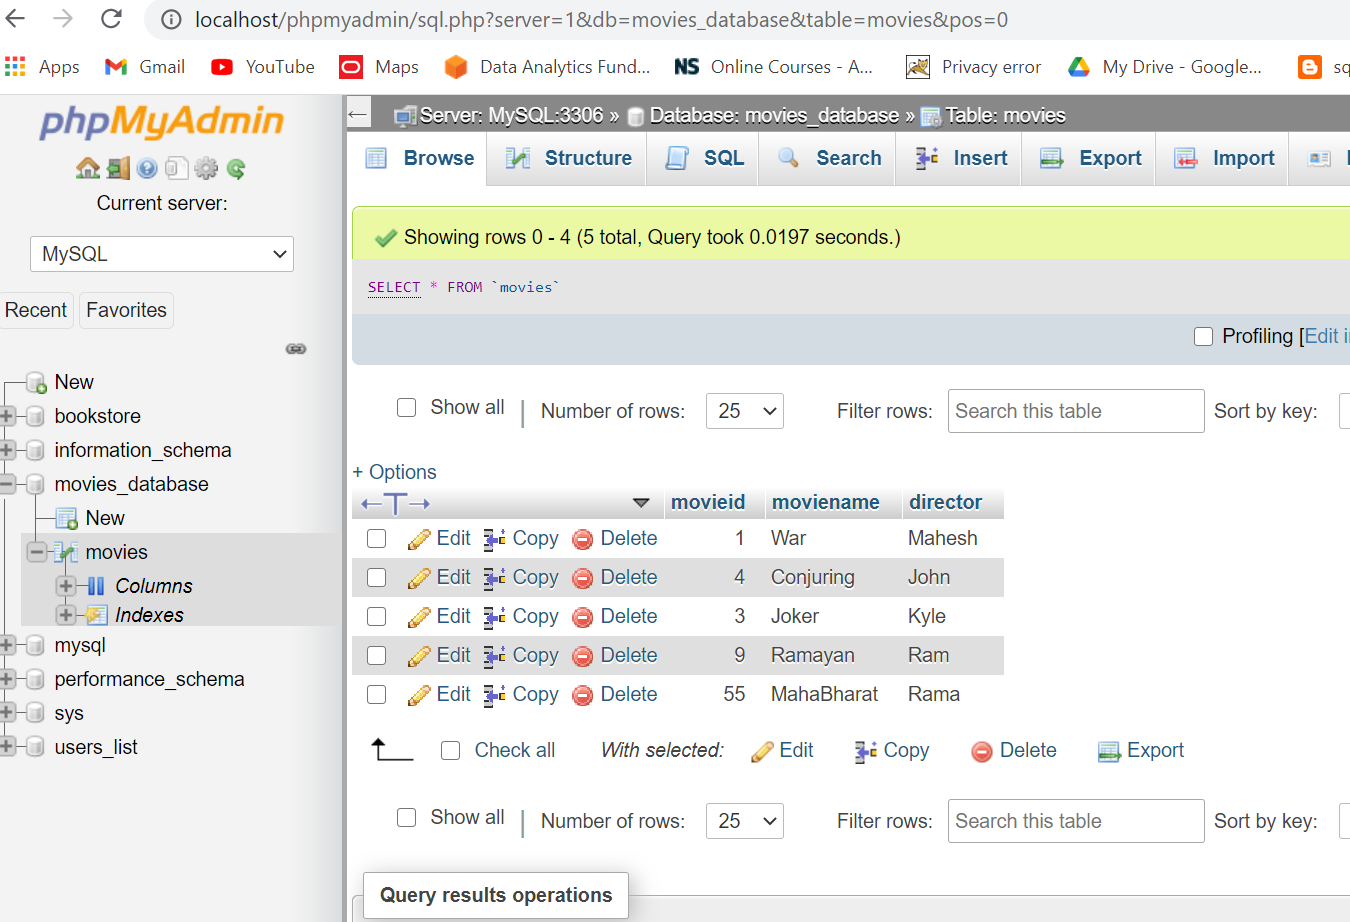 localhost/phpmyadmin/sql.php?server=1&db=movies_database&table=movies&pos=0
Apps Gmail YouTube Maps Data Analytics Fund... NS Online Courses - A... Privacy error My Drive - Google... sq
phpMyAdmin
Current server:
MySQL
Recent Favorites
New
bookstore
information_schema
movies_database
New
movies
Columns
Indexes
mysql
performance_schema
sys
users_list
Server: MySQL:3306 » Database: movies_database » Table: movies
Browse Structure SQL Search Insert Export Import
Showing rows 0 - 4 (5 total, Query took 0.0197 seconds.)
SELECT * FROM `movies`
Profiling [Edit i
Show all | Number of rows: 25 Filter rows: Search this table Sort by key:
+ Options
←T→ movieid moviename director
Edit Copy Delete 1 War Mahesh
Edit Copy Delete 4 Conjuring John
Edit Copy Delete 3 Joker Kyle
Edit Copy Delete 9 Ramayan Ram
Edit Copy Delete 55 MahaBharat Rama
Check all With selected: Edit Copy Delete Export
Show all | Number of rows: 25 Filter rows: Search this table Sort by key:
Query results operations